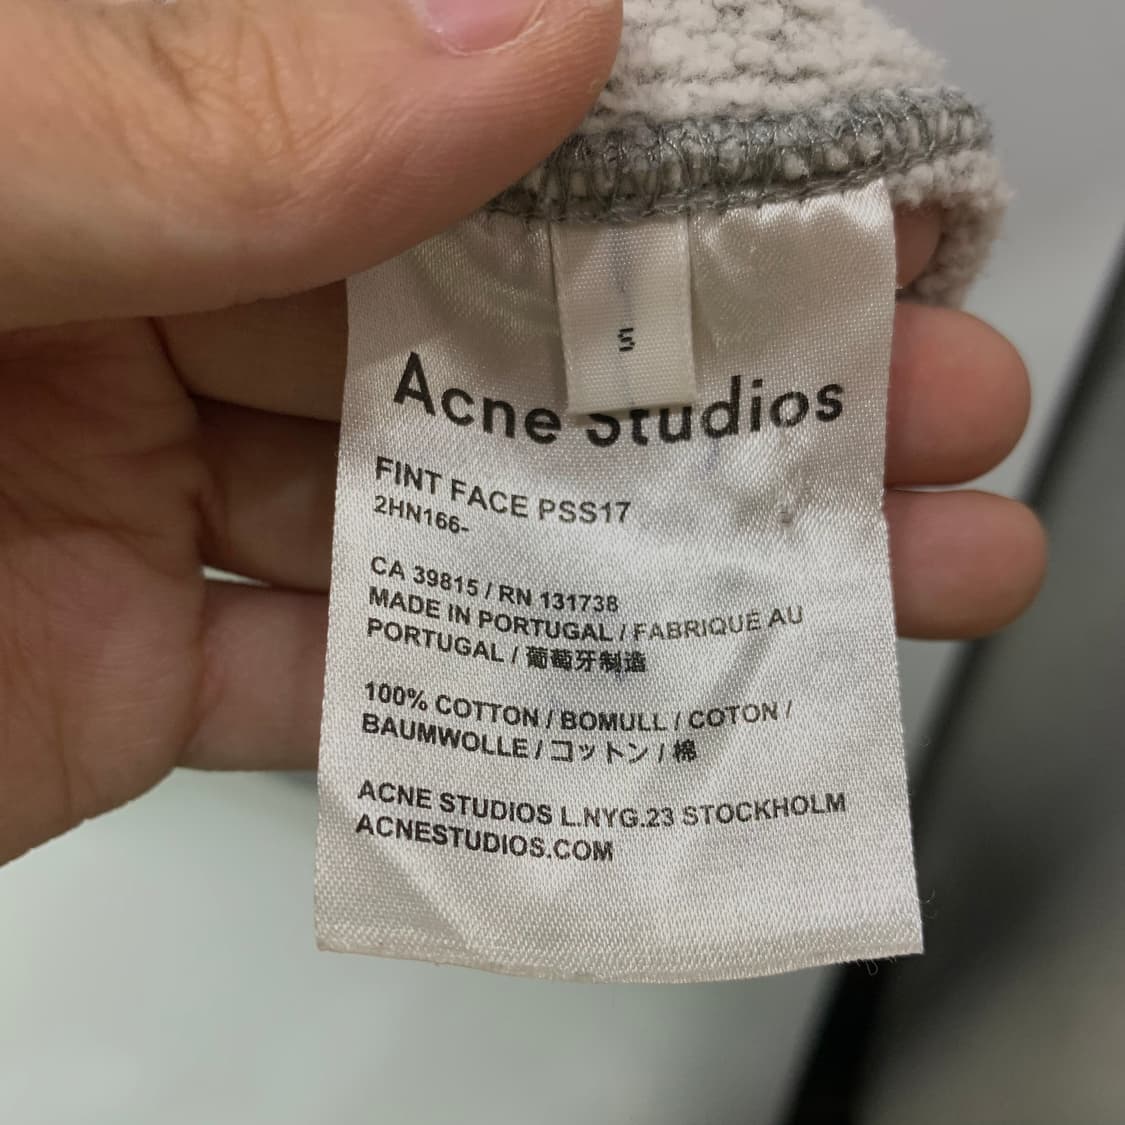 S
Acne Studios
FINT FACE PSS17
2HN166-
CA 39815 / RN 131738
MADE IN PORTUGAL / FABRIQUÉ AU
PORTUGAL / 葡萄牙制造
100% COTTON / BOMULL / COTON /
BAUMWOLLE / コットン / 棉
ACNE STUDIOS L.NYG.23 STOCKHOLM
ACNESTUDIOS.COM